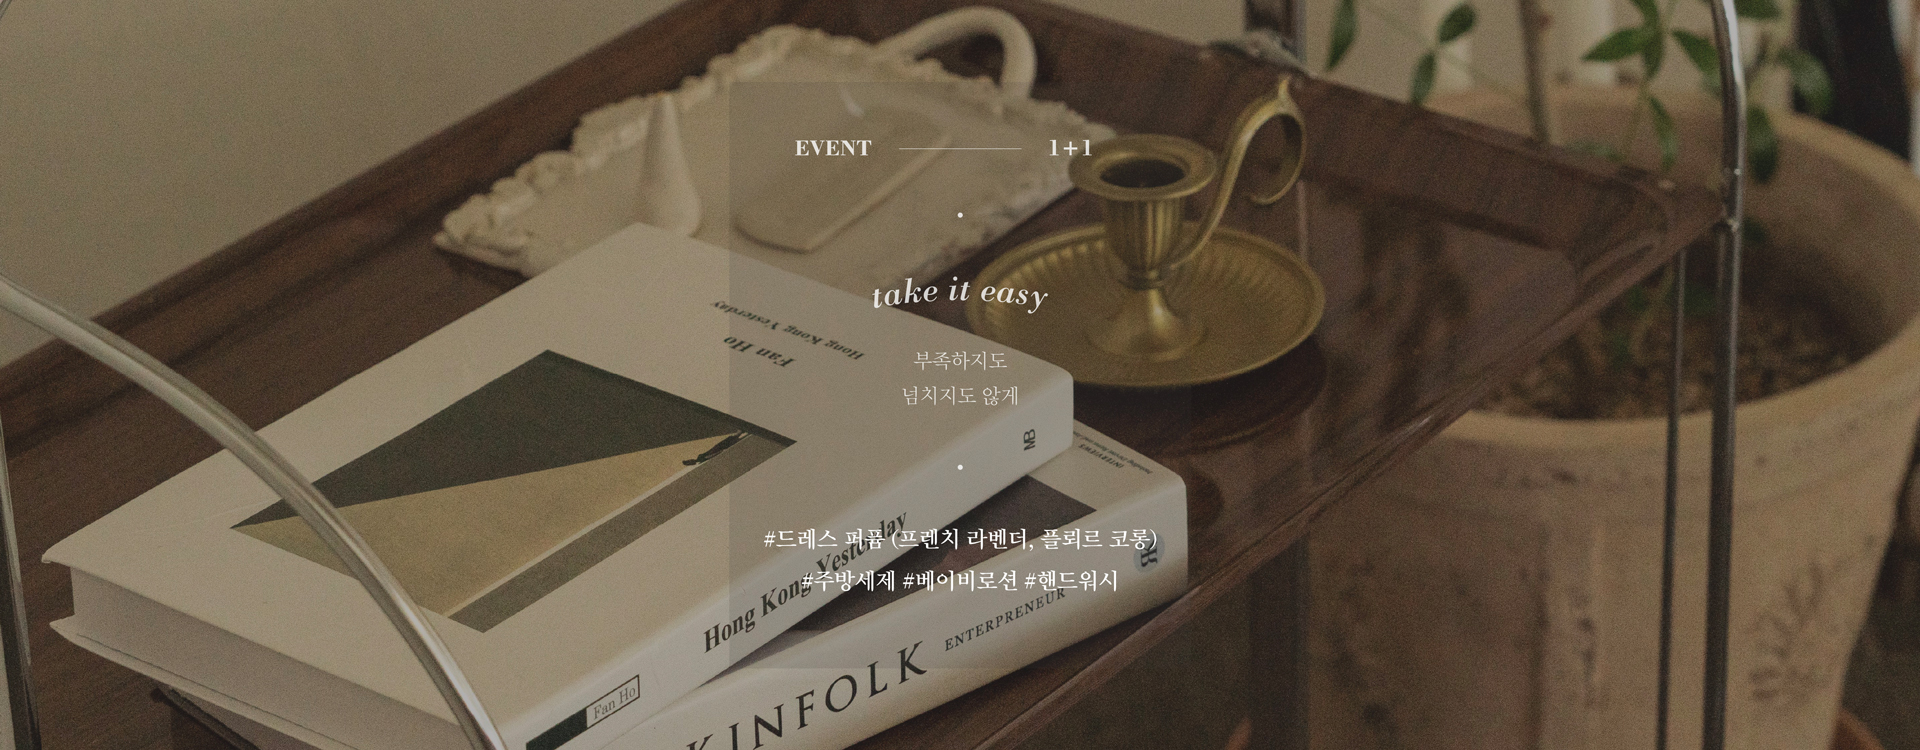 EVENT 1+1
take it easy
부족하지도
넘치지도 않게
#드레스 퍼퓸 (프렌치 라벤더, 플뢰르 코롱)
#주방세제 #베이비로션 #핸드워시
Hong Kong Yesterday
Fan Ho
MB
INTERVIEWS
Hong Kong Yesterday
Fan Ho
KINFOLK
ENTERPRENEUR